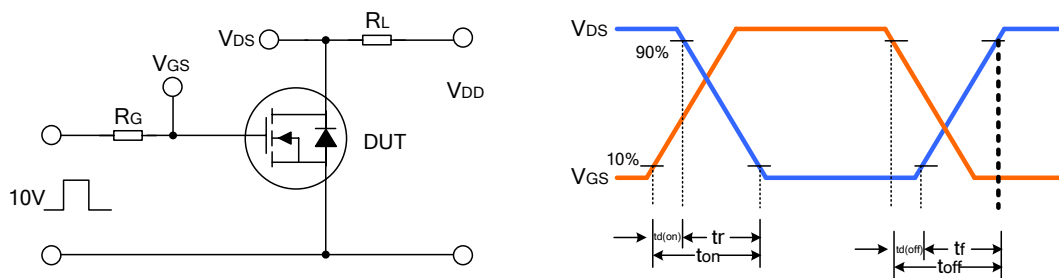 VDS
RL
VGS
VDD
RG
DUT
10V
VDS
90%
10%
VGS
td(on)
tr
ton
td(off)
tf
toff